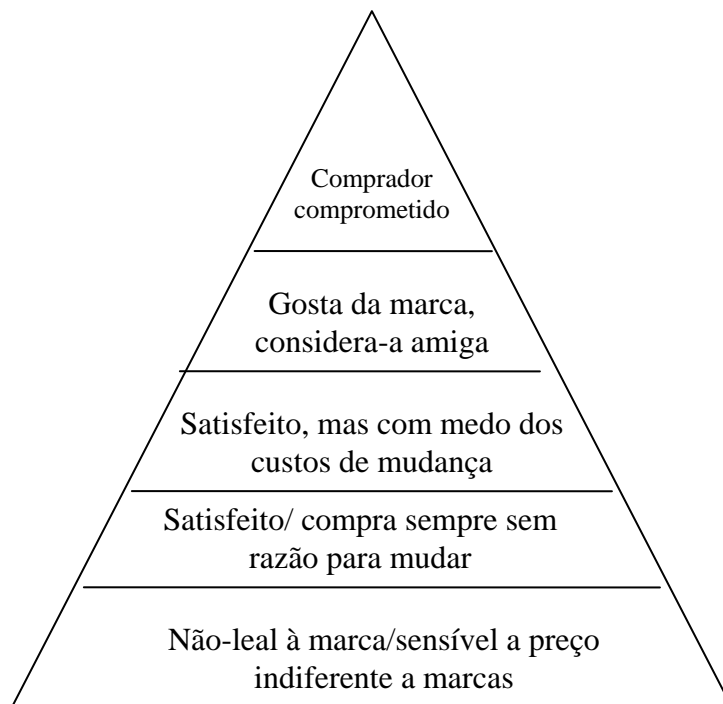 Comprador
comprometido
Gosta da marca,
considera-a amiga
Satisfeito, mas com medo dos
custos de mudança
Satisfeito/ compra sempre sem
razão para mudar
Não-leal à marca/sensível a preço
indiferente a marcas